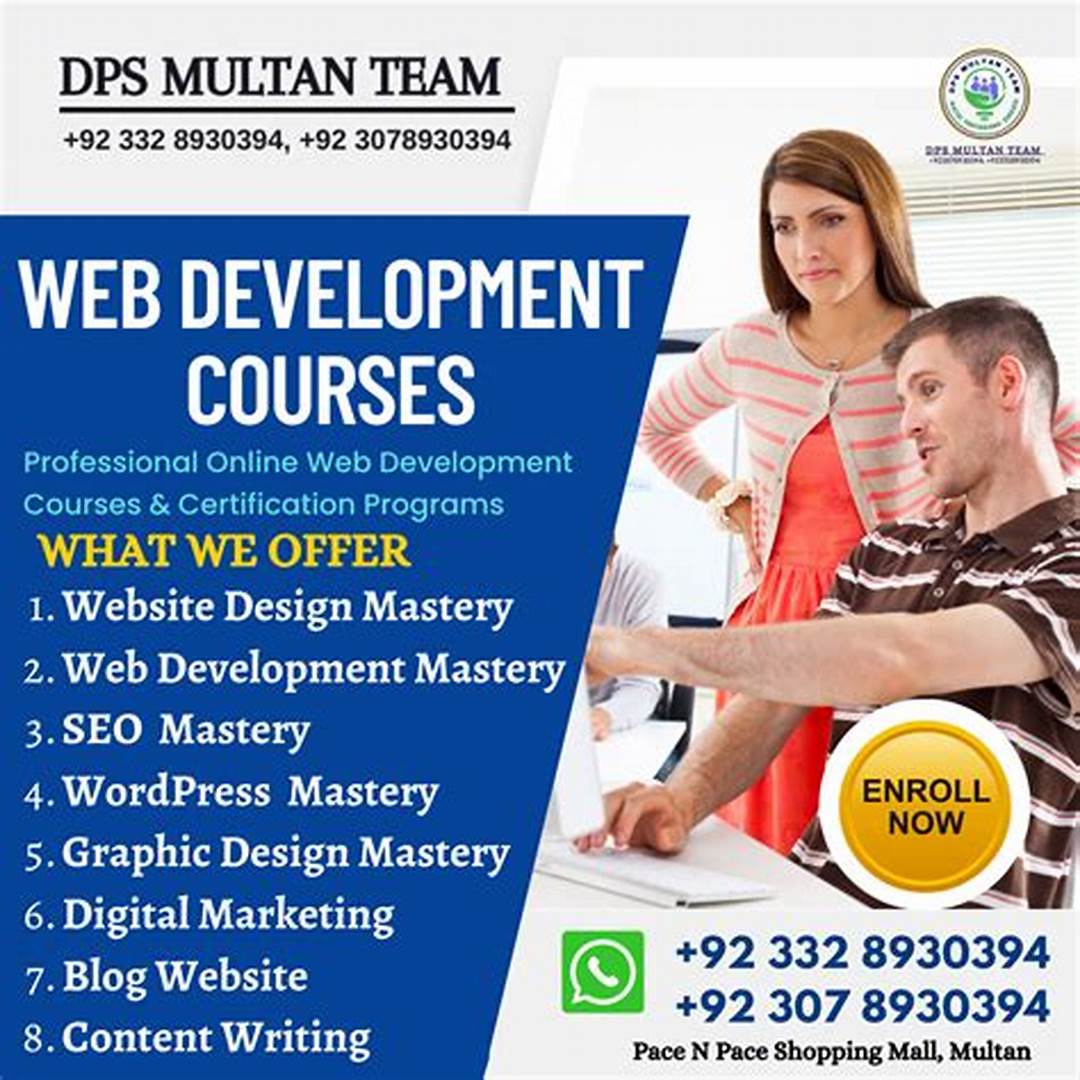 DPS MULTAN TEAM
+92 332 8930394, +92 3078930394
DPS MULTAN TEAM
DPS MULTAN TEAM
WEB DEVELOPMENT
COURSES
Professional Online Web Development
Courses & Certification Programs
WHAT WE OFFER
1. Website Design Mastery
2. Web Development Mastery
3. SEO Mastery
4. WordPress Mastery
5. Graphic Design Mastery
6. Digital Marketing
7. Blog Website
8. Content Writing
ENROLL
NOW
+92 332 8930394
+92 307 8930394
Pace N Pace Shopping Mall, Multan